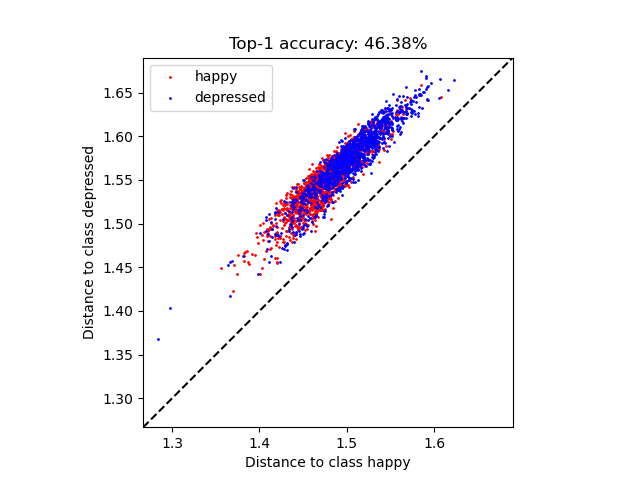 Top-1 accuracy: 46.38%
happy
depressed
Distance to class depressed
1.65
1.60
1.55
1.50
1.45
1.40
1.35
1.30
1.3
1.4
1.5
1.6
Distance to class happy